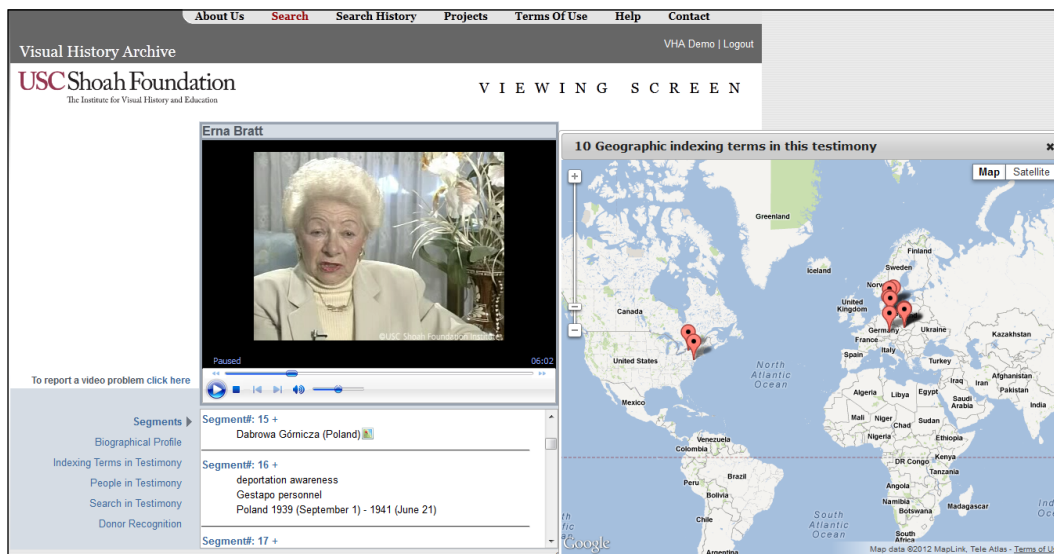 About Us Search Search History Projects Terms Of Use Help Contact
Visual History Archive
VHA Demo | Logout
USC Shoah Foundation
The Institute for Visual History and Education
VIEWING SCREEN
Erna Bratt
©USC Shoah Foundation Institute
Paused 06:02
To report a video problem click here
Segments
Biographical Profile
Indexing Terms in Testimony
People in Testimony
Search in Testimony
Donor Recognition
Segment#: 15 +
Dabrowa Górnicza (Poland)
Segment#: 16 +
deportation awareness
Gestapo personnel
Poland 1939 (September 1) - 1941 (June 21)
Segment#: 17 +
10 Geographic indexing terms in this testimony
Map Satellite
Greenland
Iceland
Finland
Sweden
Norw
United
Kingdom
Canada
Germany
Ukraine
France
Kazakhstan
Italy
Spain
Turkey
United States
North
Atlantic
Ocean
Iraq
Iran
Afghanistan
Pakistan
Algeria
Libya
Egypt
Saudi
Arabia
India
Mexico
Mali
Niger
Chad
Sudan
Nigeria
Ethiopia
Venezuela
Colombia
DR Congo
Kenya
Tanzania
Brazil
Peru
Angola
Bolivia
Namibia
Botswana
Madagascar
Chile
South
Atlantic
Ocean
South
Africa
Ind
Oc
Argentina
Google
Map data ©2012 MapLink, Tele Atlas - Terms of U